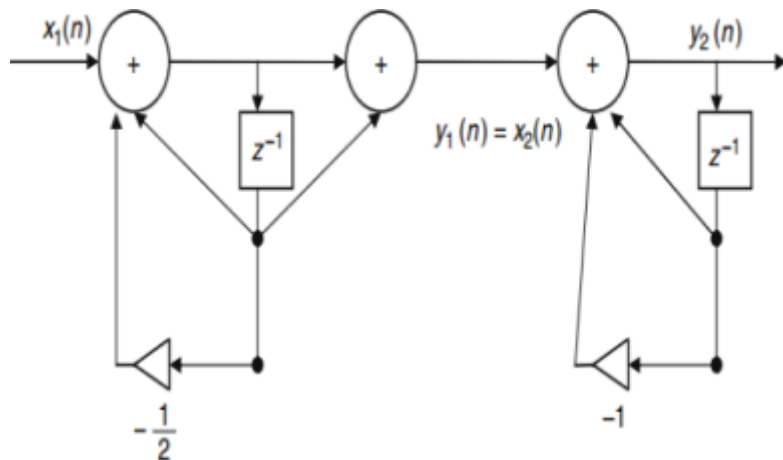 x₁(n)
y₂(n)
+
+
+
z⁻¹
y₁(n) = x₂(n)
z⁻¹
−1/2
−1